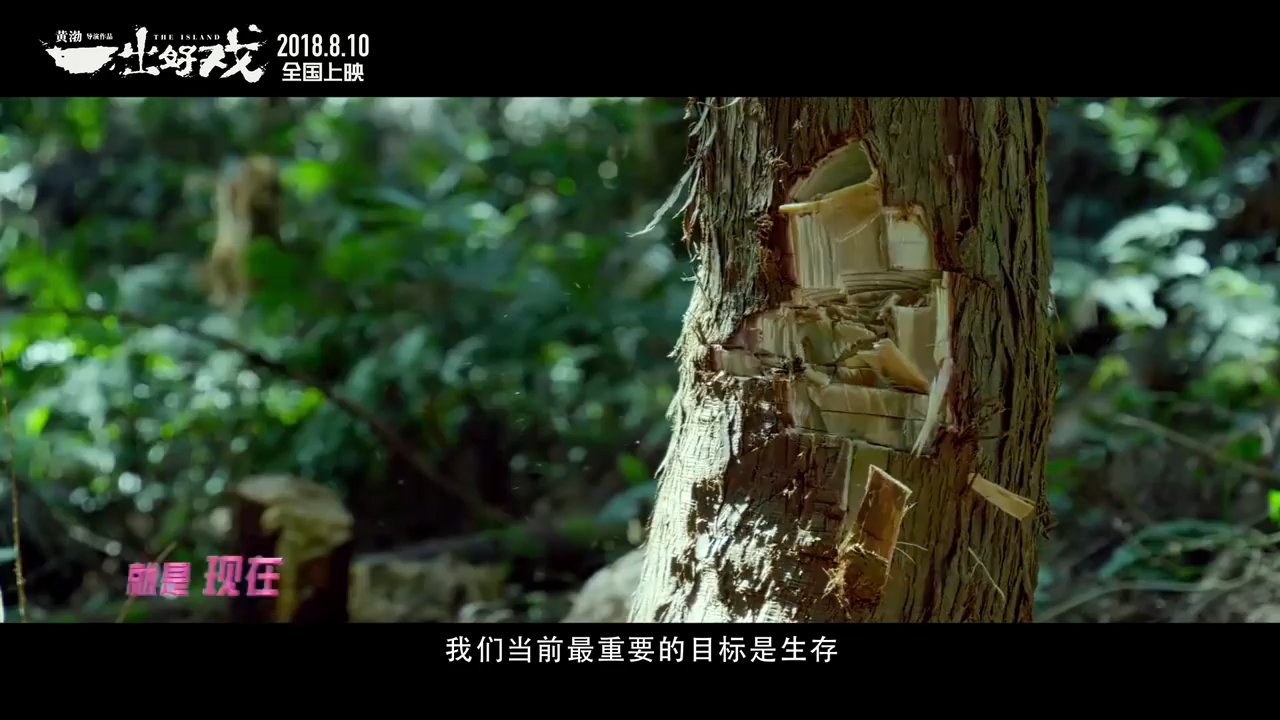 黄渤 导演作品
THE ISLAND
一出好戏
2018.8.10
全国上映
就是 现在
我们当前最重要的目标是生存